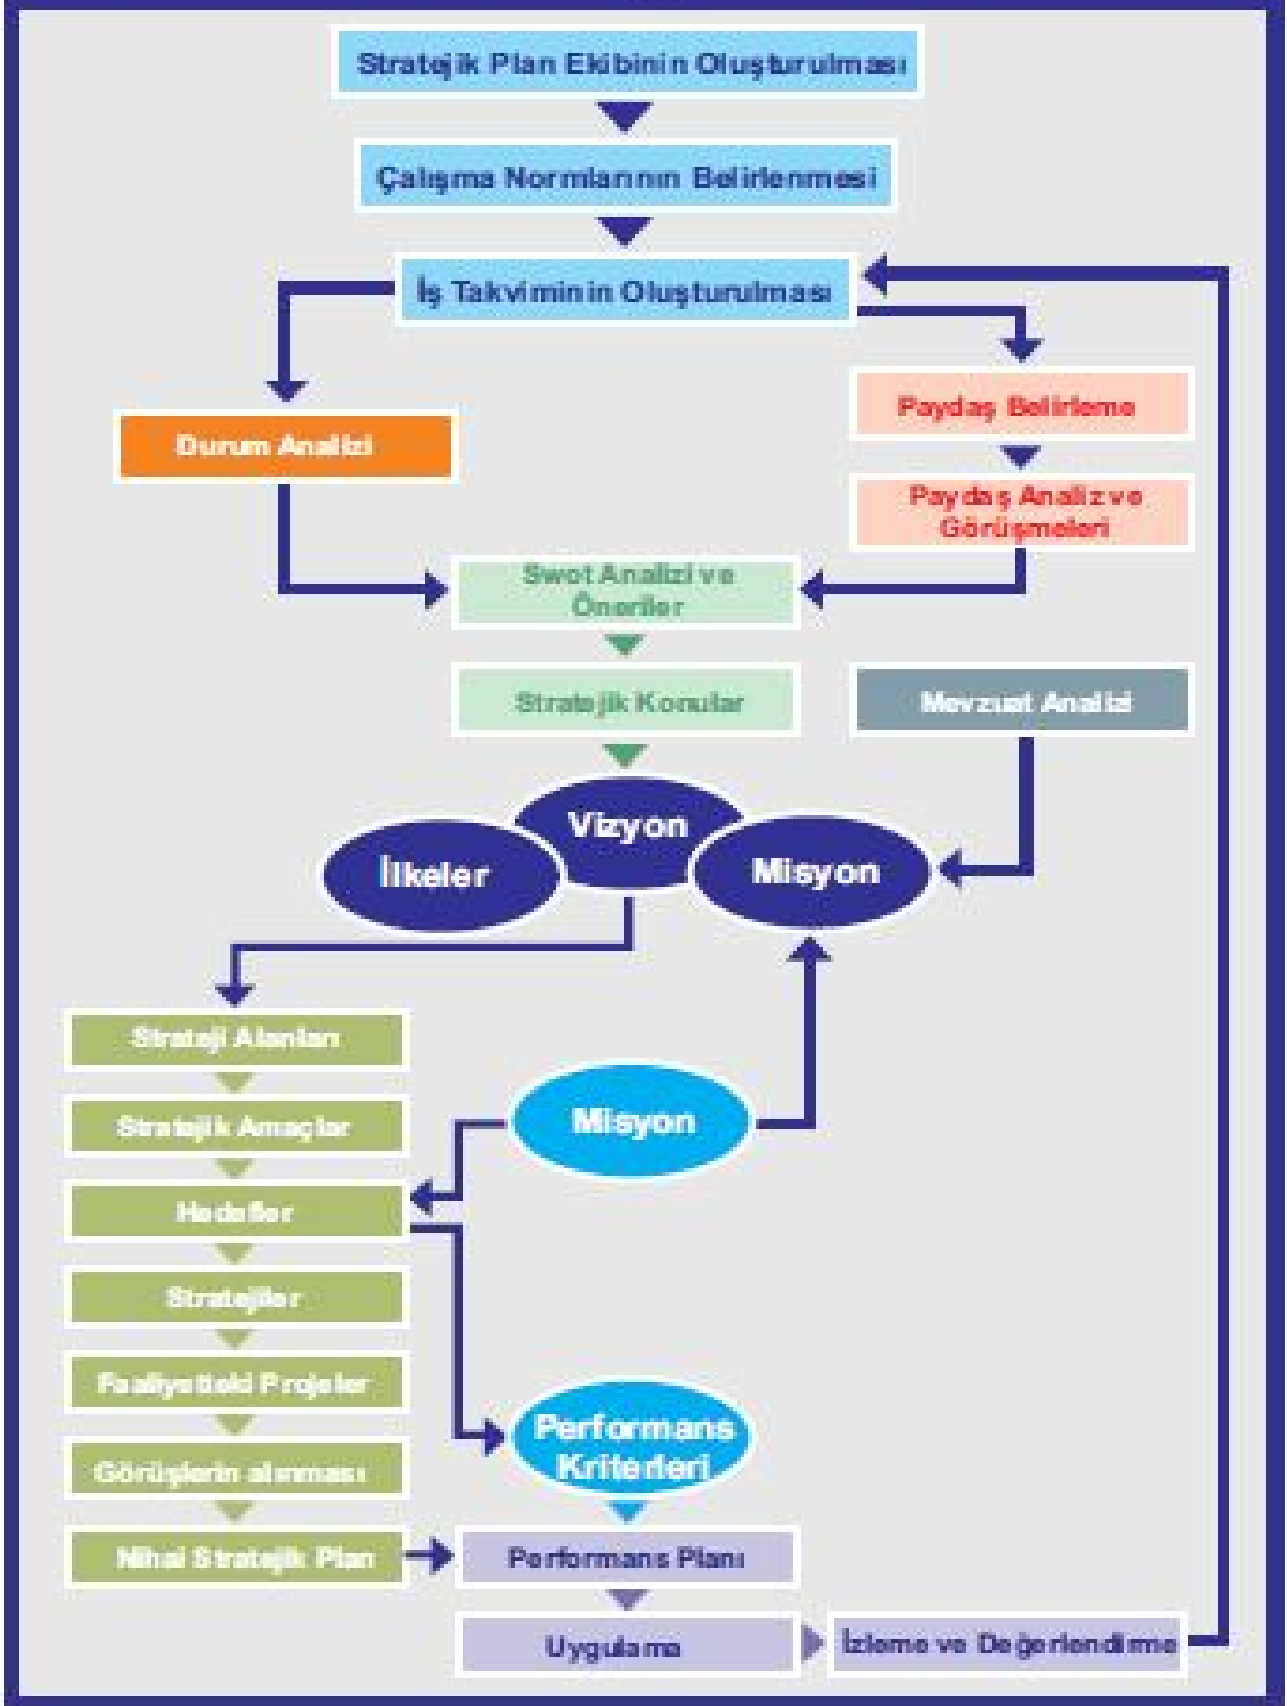 Stratejik Plan Ekibinin Oluşturulması
Çalışma Normlarının Belirlenmesi
İş Takviminin Oluşturulması
Durum Analizi
Paydaş Belirleme
Paydaş Analiz ve
Görüşmeleri
Swot Analizi ve
Öneriler
Stratejik Konular
Mevzuat Analizi
Vizyon
İlkeler
Misyon
Strateji Alanları
Stratejik Amaçlar
Misyon
Hedefler
Stratejiler
Faaliyetteki Projeler
Performans
Kriterleri
Görüşlerin alınması
Nihai Stratejik Plan
Performans Planı
Uygulama
İzleme ve Değerlendirme